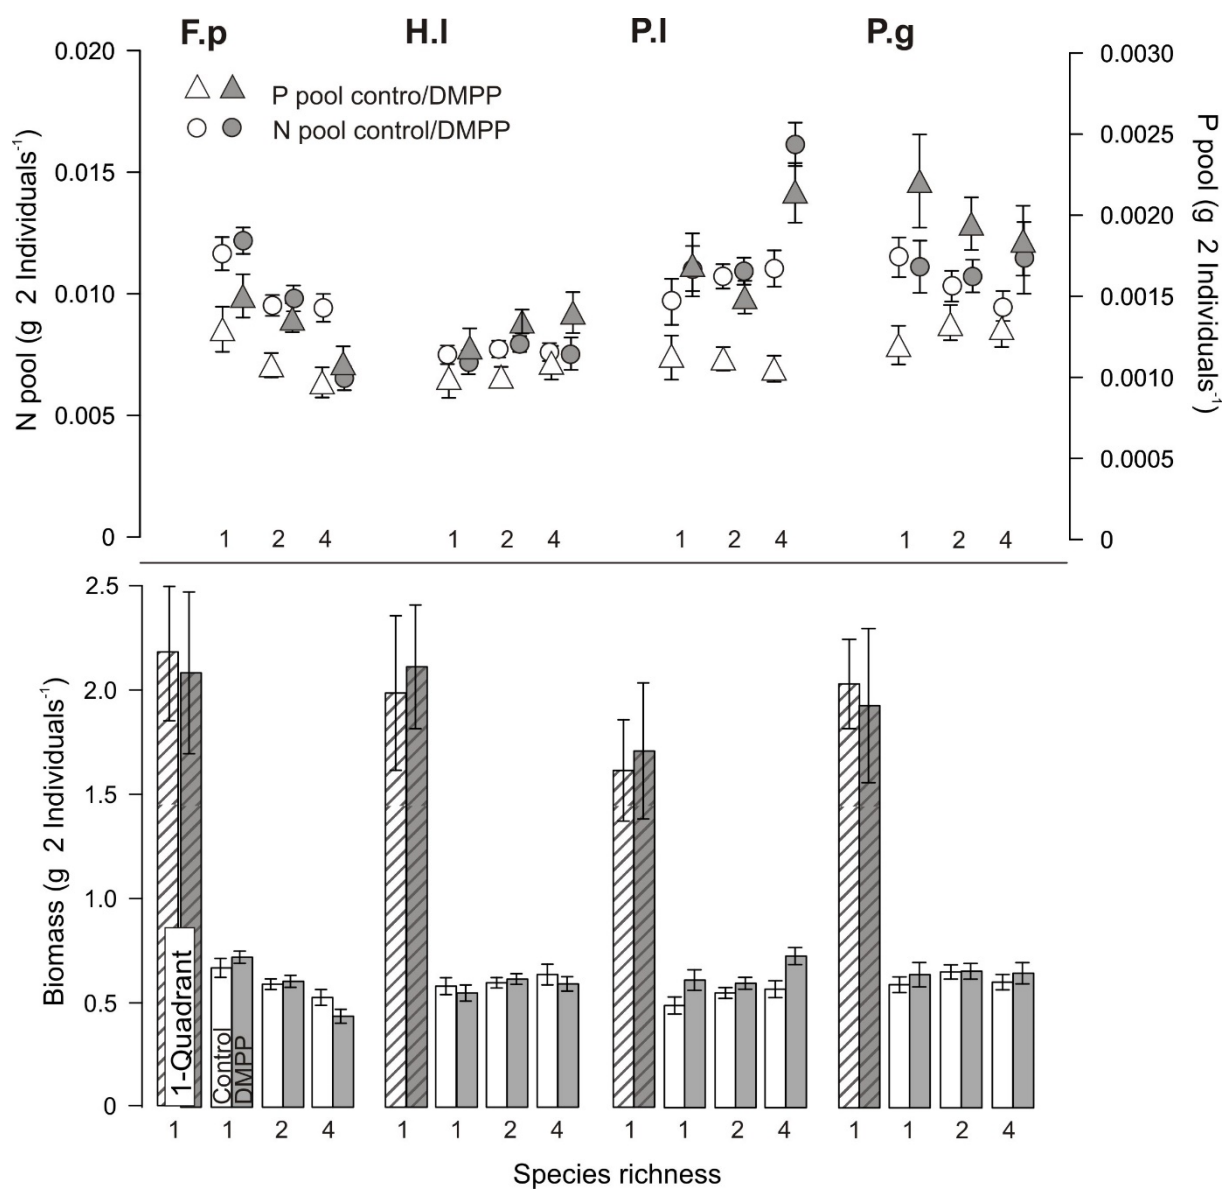 F.p H.l P.l P.g
0.020
0.015
0.010
0.005
0
N pool (g 2 Individuals⁻¹)
P pool contro/DMPP
N pool control/DMPP
0.0030
0.0025
0.0020
0.0015
0.0010
0.0005
0
P pool (g 2 Individuals⁻¹)
1 2 4 1 2 4 1 2 4 1 2 4
2.5
2.0
1.5
1.0
0.5
0
Biomass (g 2 Individuals⁻¹)
1-Quadrant
Control
DMPP
1 1 2 4 1 1 2 4 1 1 2 4 1 1 2 4
Species richness